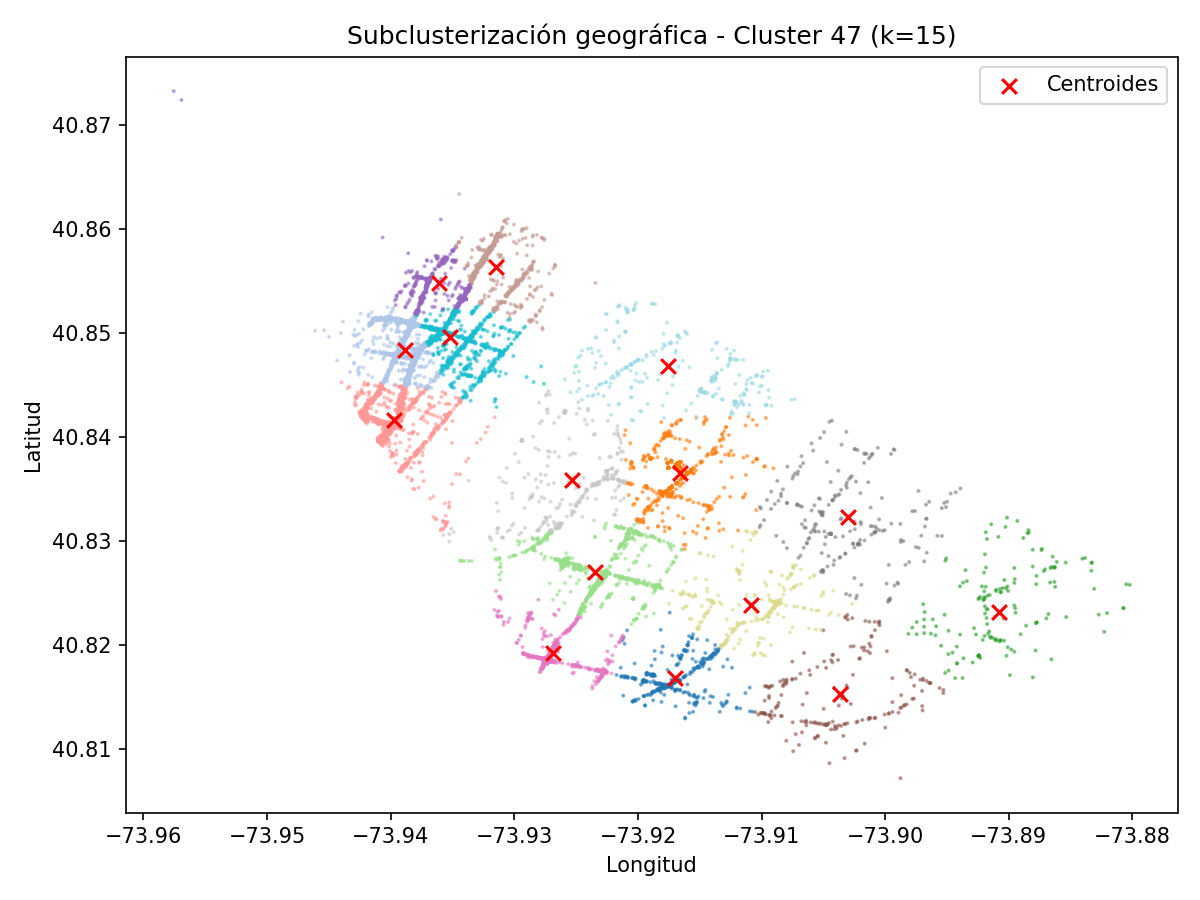 Subclusterización geográfica - Cluster 47 (k=15)
Centroides
40.87
40.86
40.85
40.84
40.83
40.82
40.81
Latitud
−73.96 −73.95 −73.94 −73.93 −73.92 −73.91 −73.90 −73.89 −73.88
Longitud